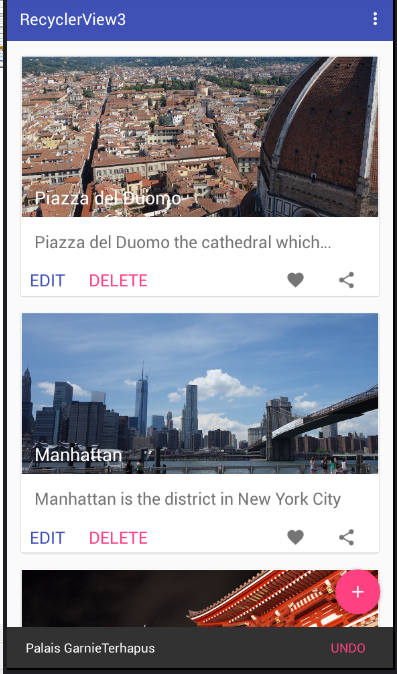 RecyclerView3
Piazza del Duomo
Piazza del Duomo the cathedral which...
EDIT DELETE
Manhattan
Manhattan is the district in New York City
EDIT DELETE
Palais GarnieTerhapus UNDO